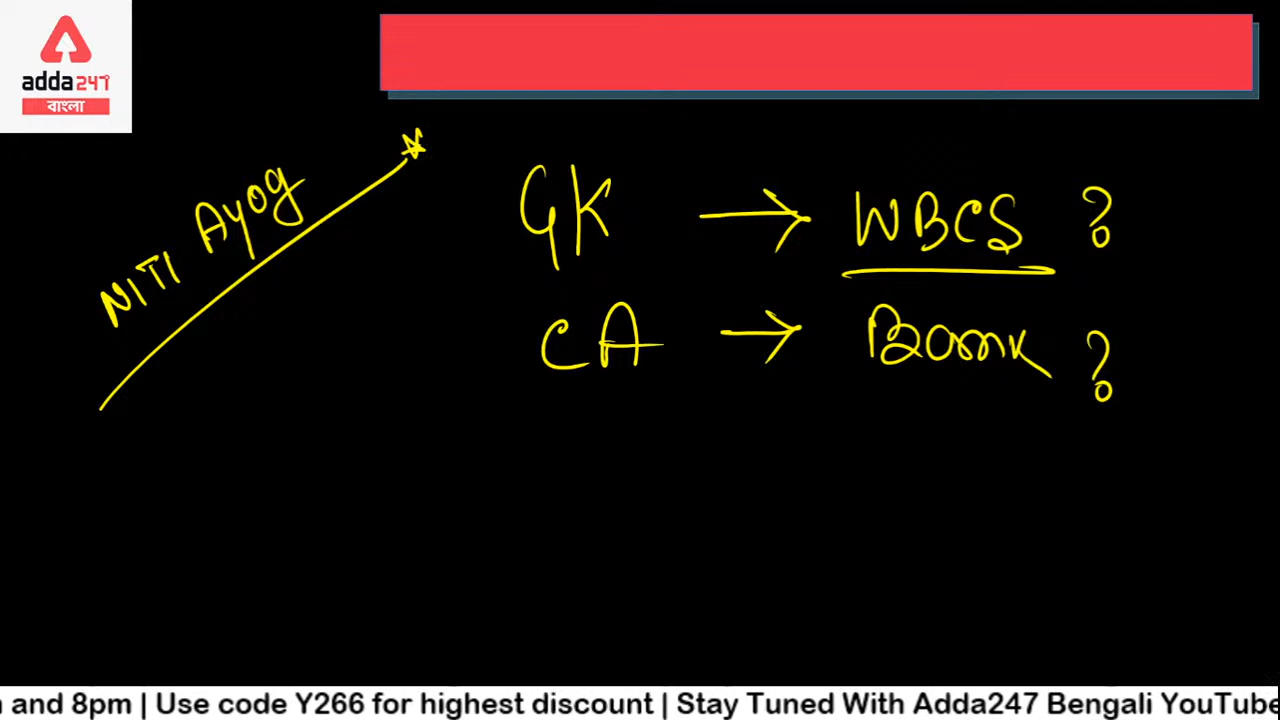 adda247
বাংলা
NITI Ayog
GK → WBCS ?
CA → Bank ?
and 8pm | Use code Y266 for highest discount | Stay Tuned With Adda247 Bengali YouTube